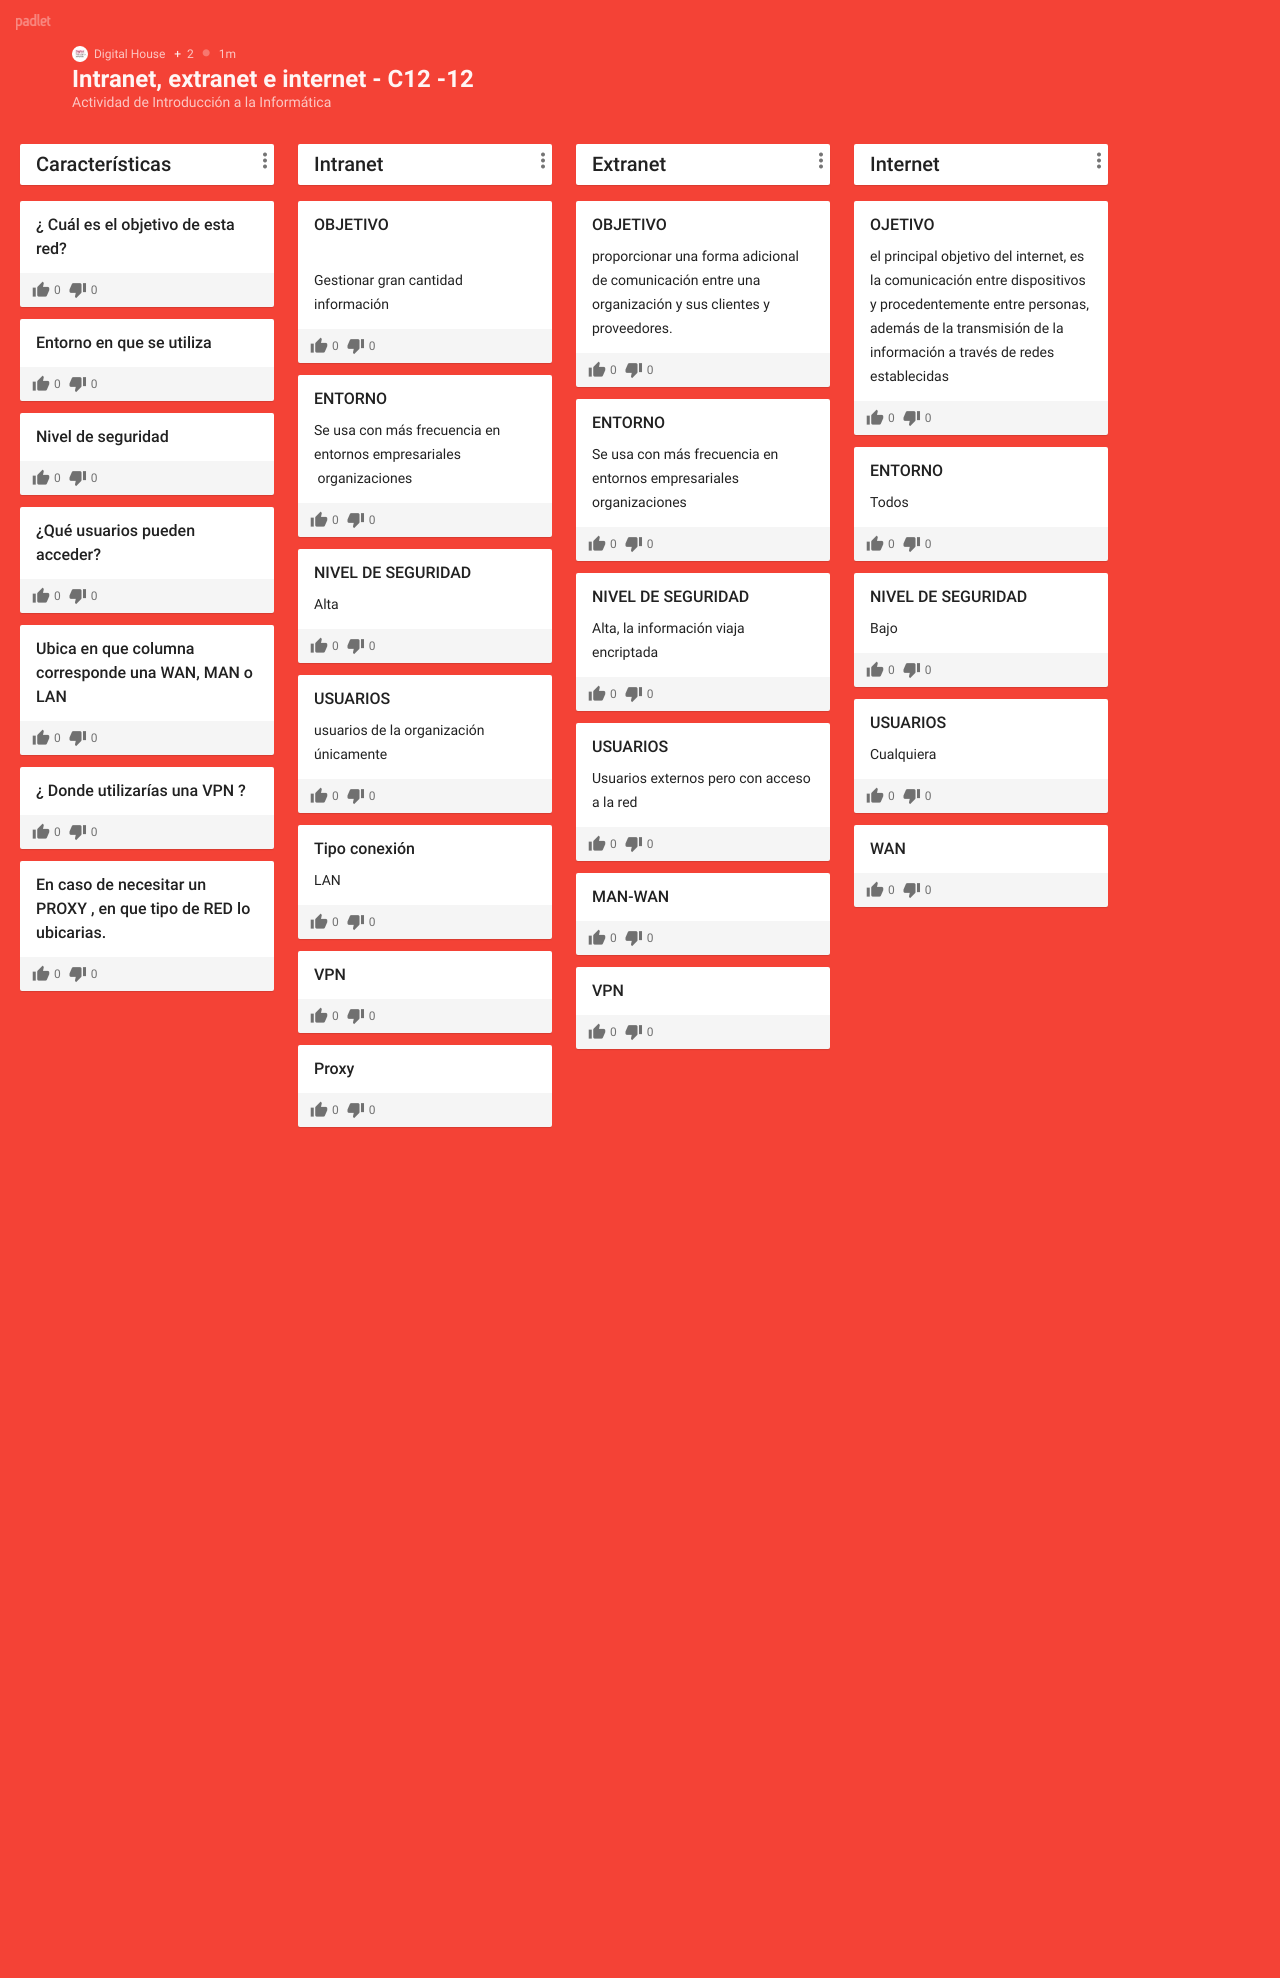 padlet
Digital House + 2 1m
Intranet, extranet e internet - C12 -12
Actividad de Introducción a la Informática
Características
¿ Cuál es el objetivo de esta
red?
0 0
Entorno en que se utiliza
0 0
Nivel de seguridad
0 0
¿Qué usuarios pueden
acceder?
0 0
Ubica en que columna
corresponde una WAN, MAN o
LAN
0 0
¿ Donde utilizarías una VPN ?
0 0
En caso de necesitar un
PROXY , en que tipo de RED lo
ubicarias.
0 0
Intranet
OBJETIVO
Gestionar gran cantidad
información
0 0
ENTORNO
Se usa con más frecuencia en
entornos empresariales
organizaciones
0 0
NIVEL DE SEGURIDAD
Alta
0 0
USUARIOS
usuarios de la organización
únicamente
0 0
Tipo conexión
LAN
0 0
VPN
0 0
Proxy
0 0
Extranet
OBJETIVO
proporcionar una forma adicional
de comunicación entre una
organización y sus clientes y
proveedores.
0 0
ENTORNO
Se usa con más frecuencia en
entornos empresariales
organizaciones
0 0
NIVEL DE SEGURIDAD
Alta, la información viaja
encriptada
0 0
USUARIOS
Usuarios externos pero con acceso
a la red
0 0
MAN-WAN
0 0
VPN
0 0
Internet
OJETIVO
el principal objetivo del internet, es
la comunicación entre dispositivos
y procedentemente entre personas,
además de la transmisión de la
información a través de redes
establecidas
0 0
ENTORNO
Todos
0 0
NIVEL DE SEGURIDAD
Bajo
0 0
USUARIOS
Cualquiera
0 0
WAN
0 0